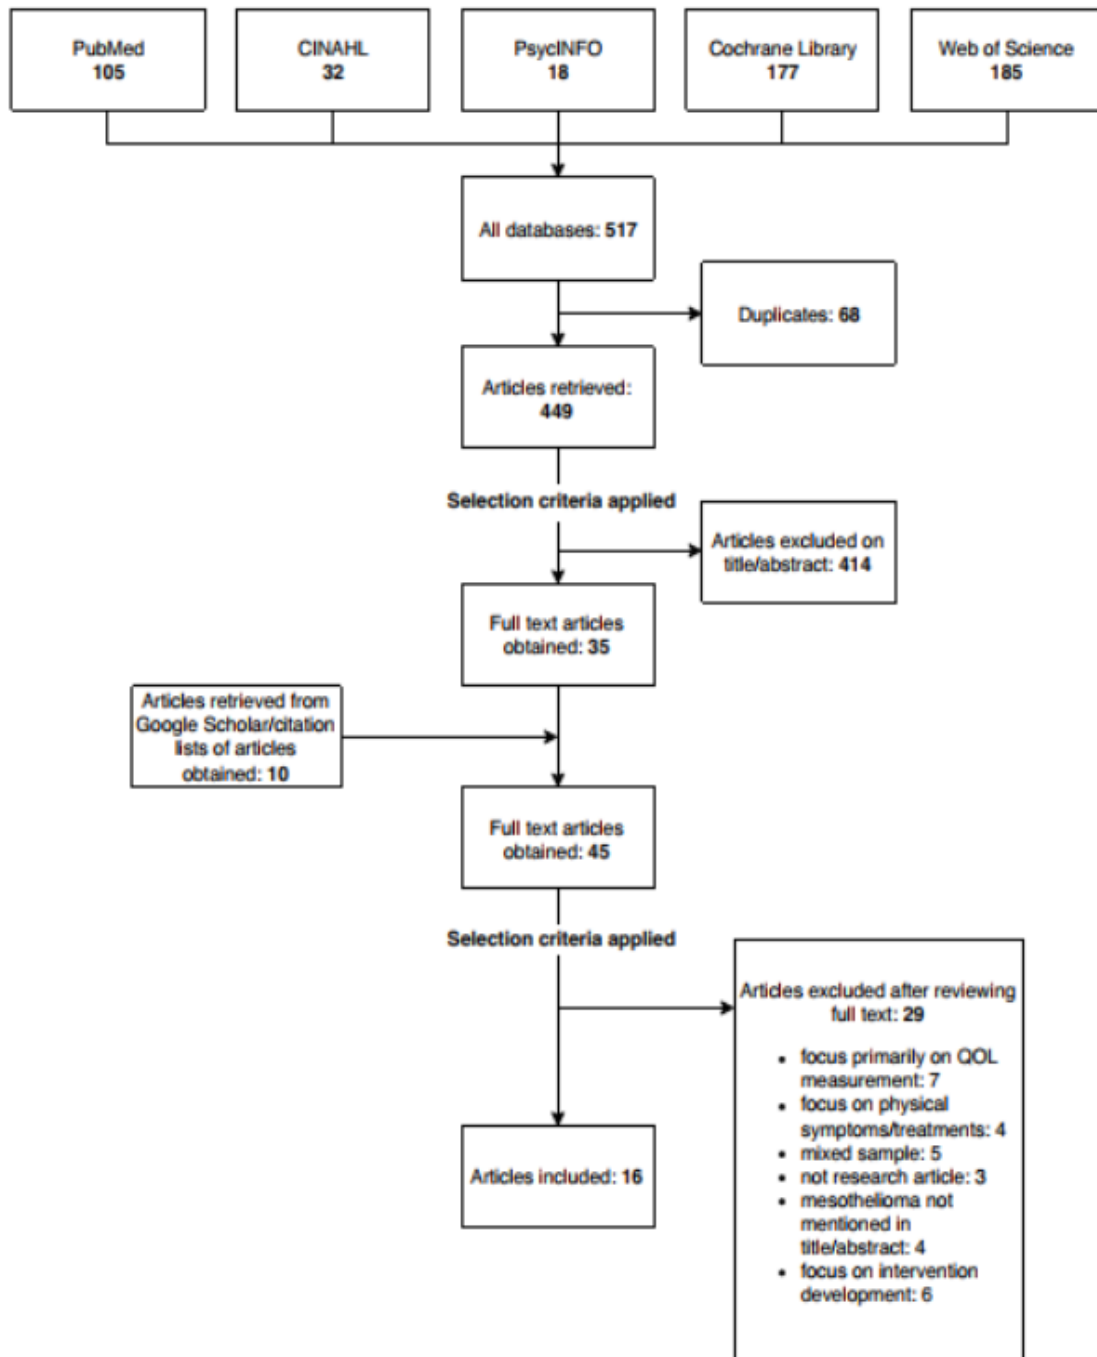 PubMed
105
CINAHL
32
PsycINFO
18
Cochrane Library
177
Web of Science
185
All databases: 517
Duplicates: 68
Articles retrieved:
449
Selection criteria applied
Articles excluded on
title/abstract: 414
Full text articles
obtained: 35
Articles retrieved from
Google Scholar/citation
lists of articles
obtained: 10
Full text articles
obtained: 45
Selection criteria applied
Articles excluded after reviewing
full text: 29
• focus primarily on QOL
measurement: 7
• focus on physical
symptoms/treatments: 4
• mixed sample: 5
• not research article: 3
• mesothelioma not
mentioned in
title/abstract: 4
• focus on intervention
development: 6
Articles included: 16